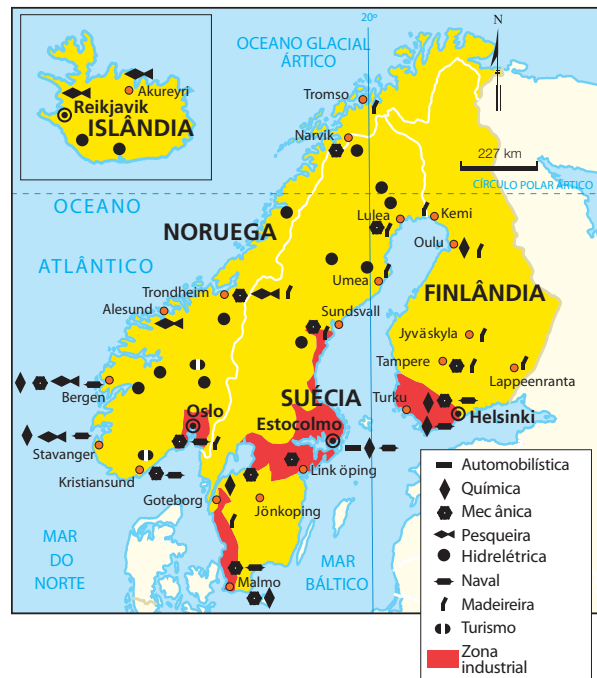 OCEANO GLACIAL
ÁRTICO
20º
N
Akureyri
Reikjavik
ISLÂNDIA
Tromso
Narvik
227 km
CÍRCULO POLAR ÁRTICO
OCEANO
ATLÂNTICO
NORUEGA
Lulea
Kemi
Oulu
Umea
FINLÂNDIA
Trondheim
Alesund
Sundsvall
Jyväskyla
Tampere
Lappeenranta
Bergen
SUÉCIA
Oslo
Estocolmo
Turku
Helsinki
Stavanger
Kristiansund
Link öping
Goteborg
Jönkoping
MAR
DO
NORTE
MAR
BÁLTICO
Malmo
Automobilística
Química
Mec ânica
Pesqueira
Hidrelétrica
Naval
Madeireira
Turismo
Zona
industrial